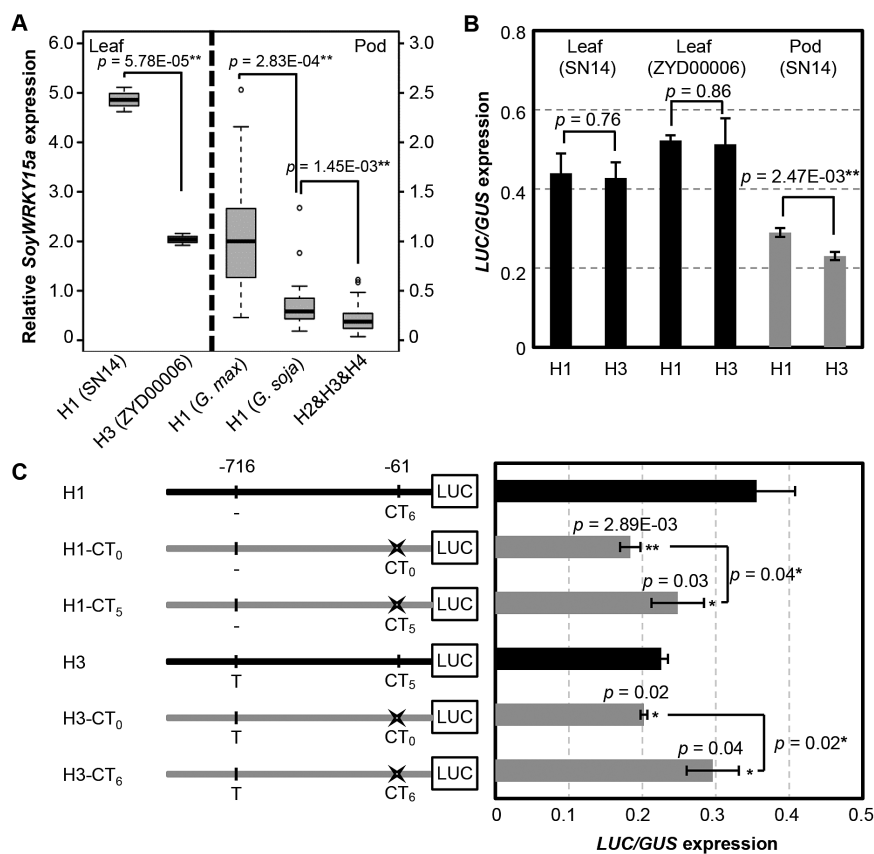 A
Relative SoyWRKY15a expression
6.0
5.0
4.0
3.0
2.0
1.0
0
Leaf
Pod
p = 5.78E-05**
p = 2.83E-04**
p = 1.45E-03**
3.0
2.5
2.0
1.5
1.0
0.5
0
H1 (SN14)
H3 (ZYD00006)
H1 (G. max)
H1 (G. soja)
H2&H3&H4
B
LUC/GUS expression
0.8
0.6
0.4
0.2
0
Leaf
(SN14)
Leaf
(ZYD00006)
Pod
(SN14)
p = 0.76
p = 0.86
p = 2.47E-03**
H1 H3 H1 H3 H1 H3
C
-716 -61
H1 LUC
- CT6
H1-CT0 LUC
- CT0
H1-CT5 LUC
- CT5
H3 LUC
T CT5
H3-CT0 LUC
T CT0
H3-CT6 LUC
T CT6
p = 2.89E-03
**
p = 0.04*
p = 0.03
*
p = 0.02
*
p = 0.02*
p = 0.04
*
0 0.1 0.2 0.3 0.4 0.5
LUC/GUS expression